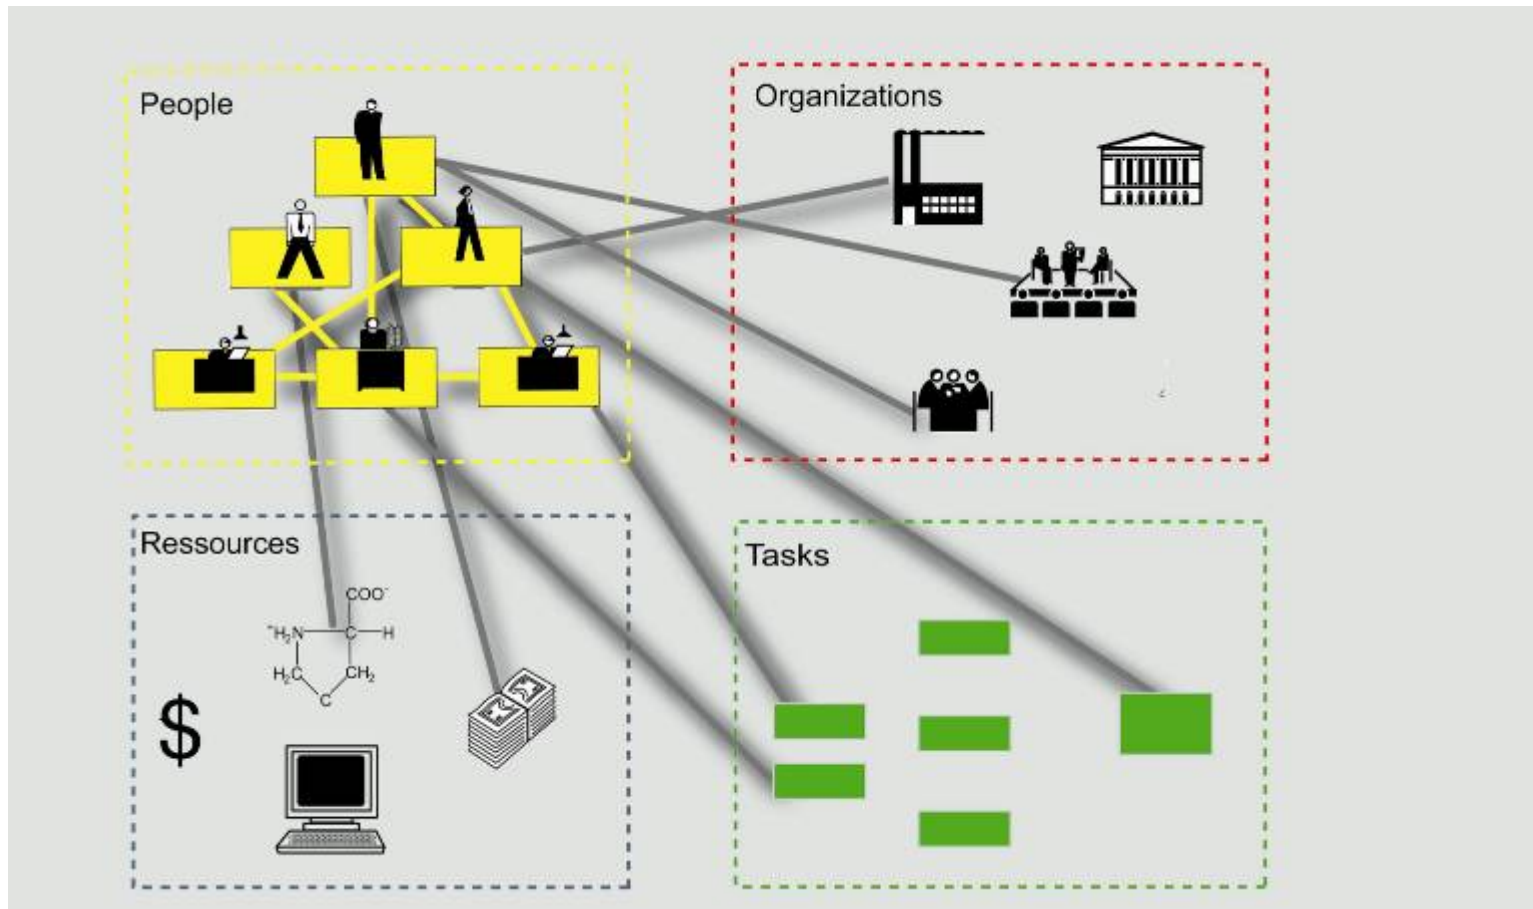 People
Organizations
Ressources
Tasks
COO⁻
⁺H₂N
C
H
H₂C
CH₂
C
$